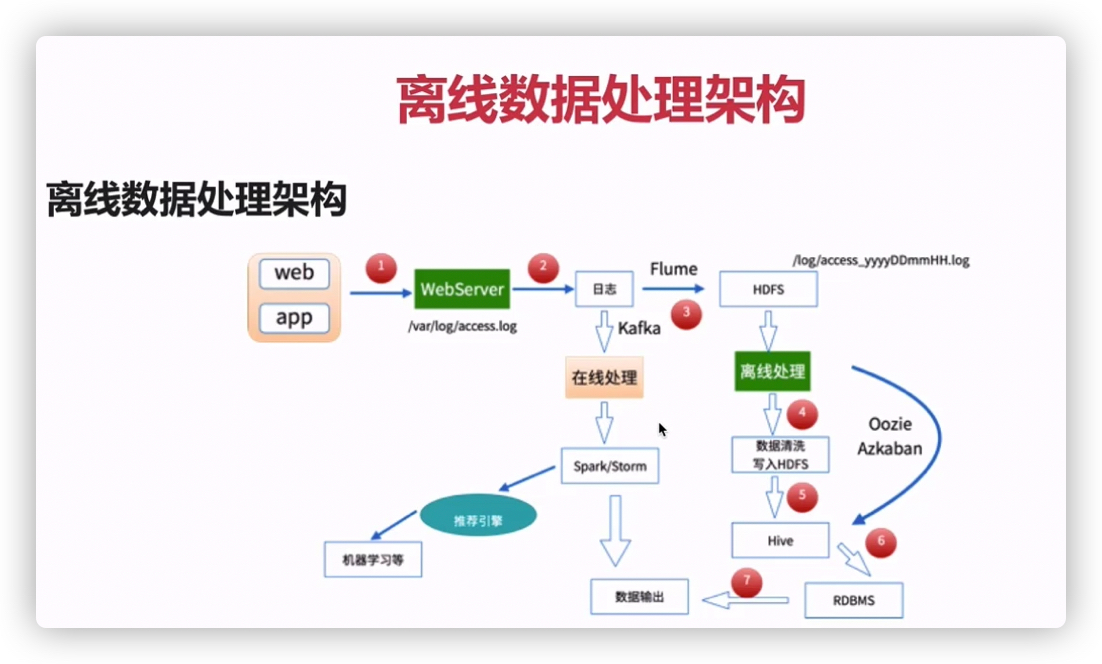 离线数据处理架构
离线数据处理架构
web
app
1
WebServer
/var/log/access.log
2
日志
Flume
3
/log/access_yyyyDDmmHH.log
HDFS
Kafka
在线处理
离线处理
4
Oozie
Azkaban
数据清洗
写入HDFS
Spark/Storm
5
推荐引擎
机器学习等
Hive
6
7
数据输出
RDBMS